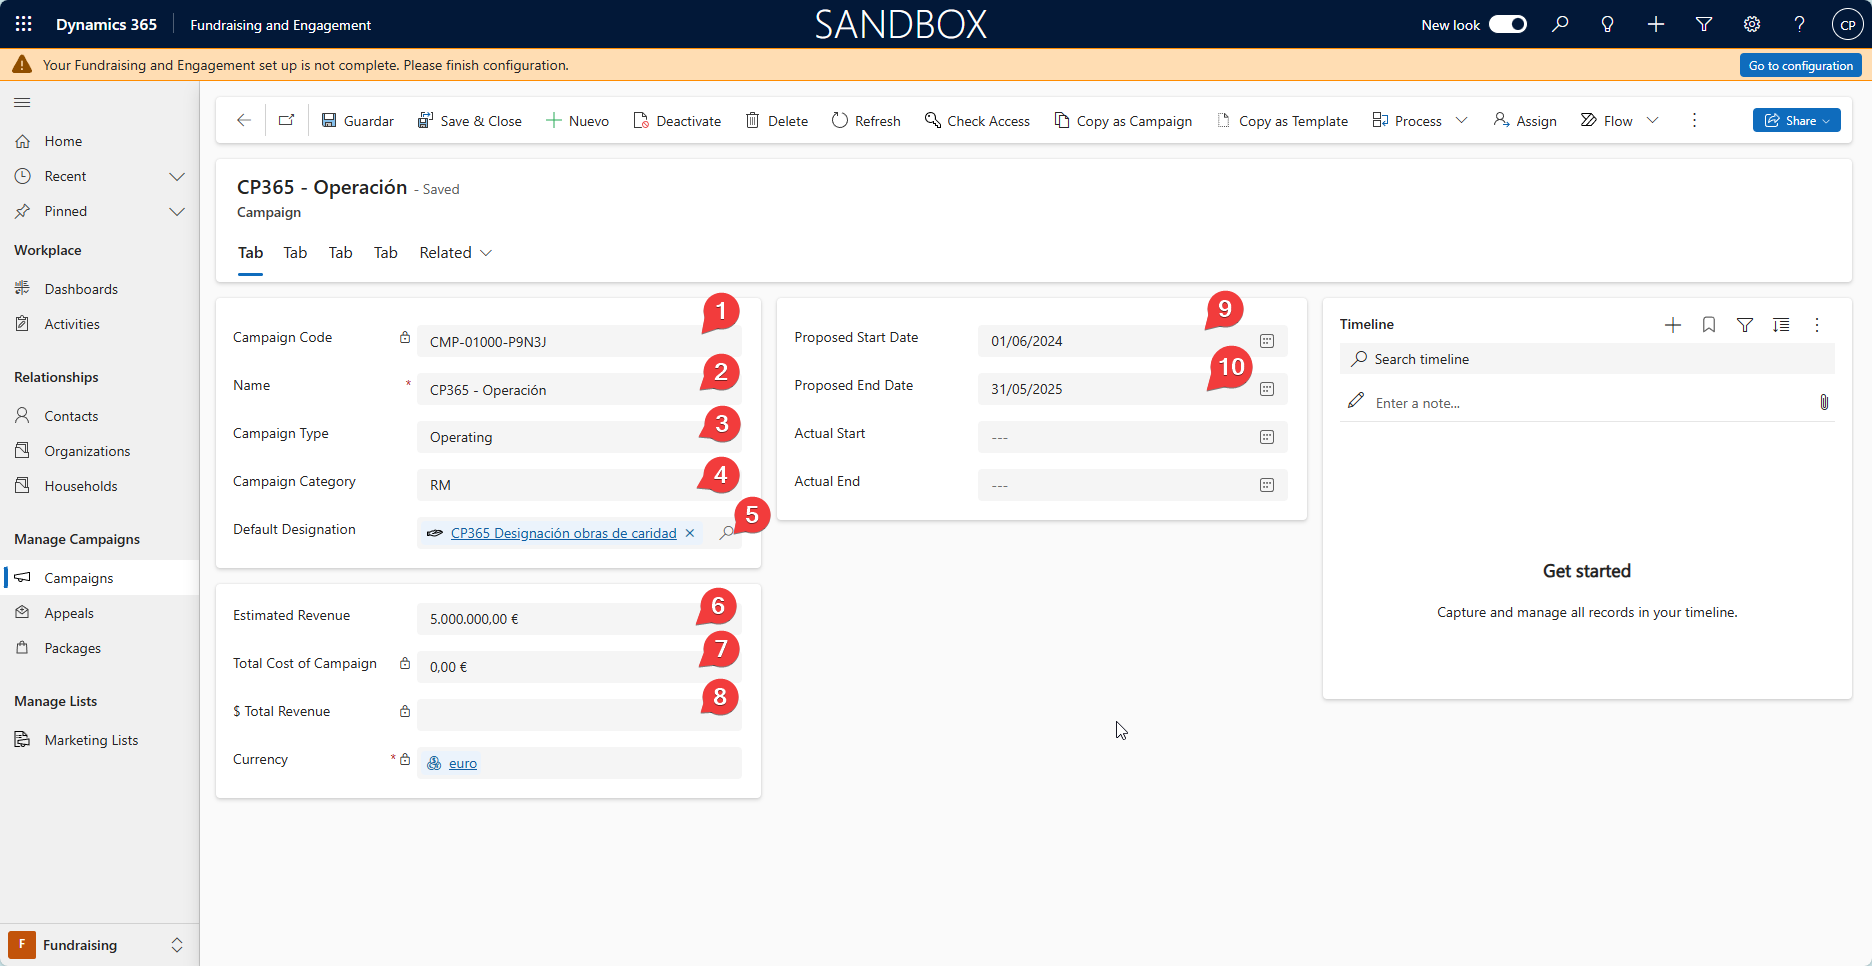 Dynamics 365 Fundraising and Engagement SANDBOX New look CP
Your Fundraising and Engagement set up is not complete. Please finish configuration. Go to configuration
Guardar Save & Close Nuevo Deactivate Delete Refresh Check Access Copy as Campaign Copy as Template Process Assign Flow Share
Home
Recent
Pinned
Workplace
Dashboards
Activities
Relationships
Contacts
Organizations
Households
Manage Campaigns
Campaigns
Appeals
Packages
Manage Lists
Marketing Lists
F Fundraising
CP365 - Operación - Saved
Campaign
Tab Tab Tab Tab Related
Campaign Code CMP-01000-P9N3J 1
Name * CP365 - Operación 2
Campaign Type Operating 3
Campaign Category RM 4
Default Designation CP365 Designación obras de caridad 5
Estimated Revenue 5.000.000,00 € 6
Total Cost of Campaign 0,00 € 7
$ Total Revenue 8
Currency * euro
Proposed Start Date 01/06/2024 9
Proposed End Date 31/05/2025 10
Actual Start ---
Actual End ---
Timeline
Search timeline
Enter a note...
Get started
Capture and manage all records in your timeline.